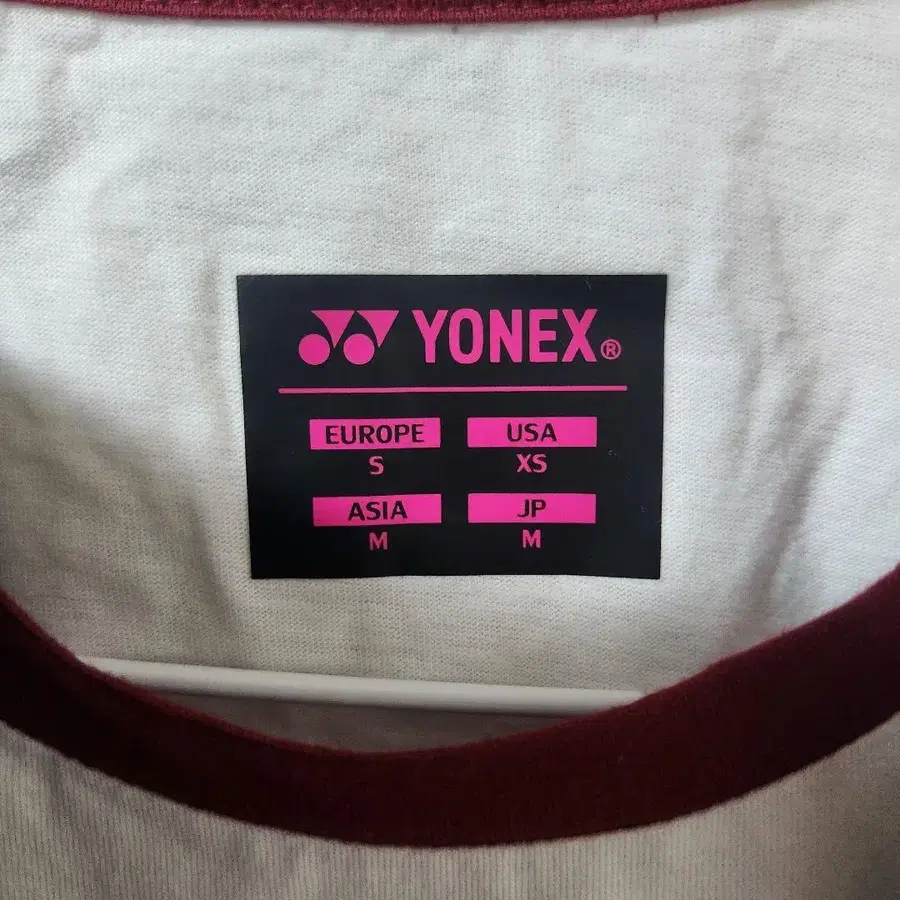 YONEX®
EUROPE USA
S XS
ASIA JP
M M